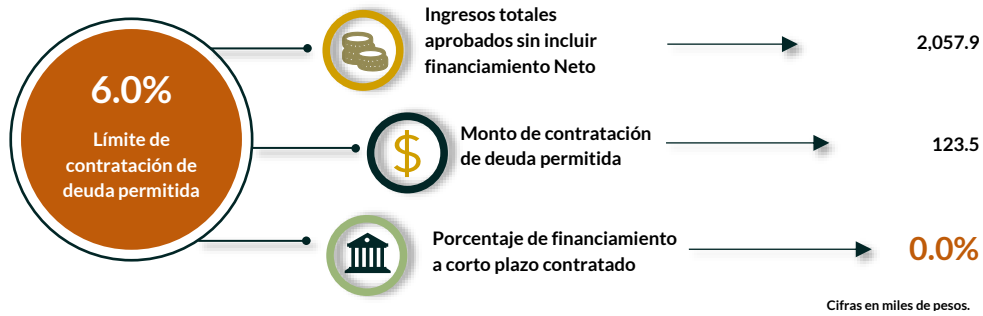 6.0%
Límite de
contratación de
deuda permitida
Ingresos totales
aprobados sin incluir
financiamiento Neto
2,057.9
$
Monto de contratación
de deuda permitida
123.5
Porcentaje de financiamiento
a corto plazo contratado
0.0%
Cifras en miles de pesos.